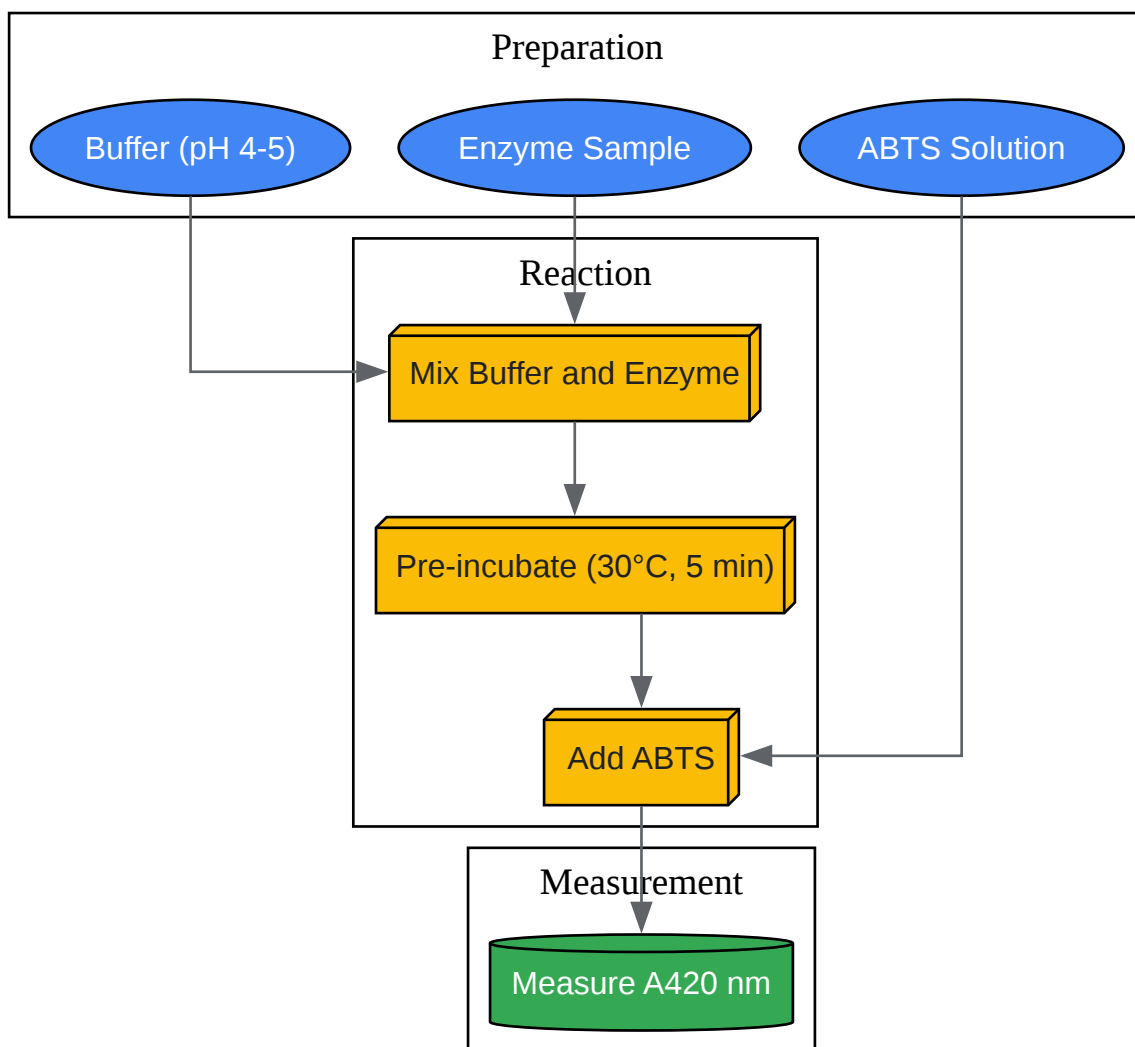 Preparation
Buffer (pH 4-5)
Enzyme Sample
ABTS Solution
Reaction
Mix Buffer and Enzyme
Pre-incubate (30°C, 5 min)
Add ABTS
Measurement
Measure A420 nm